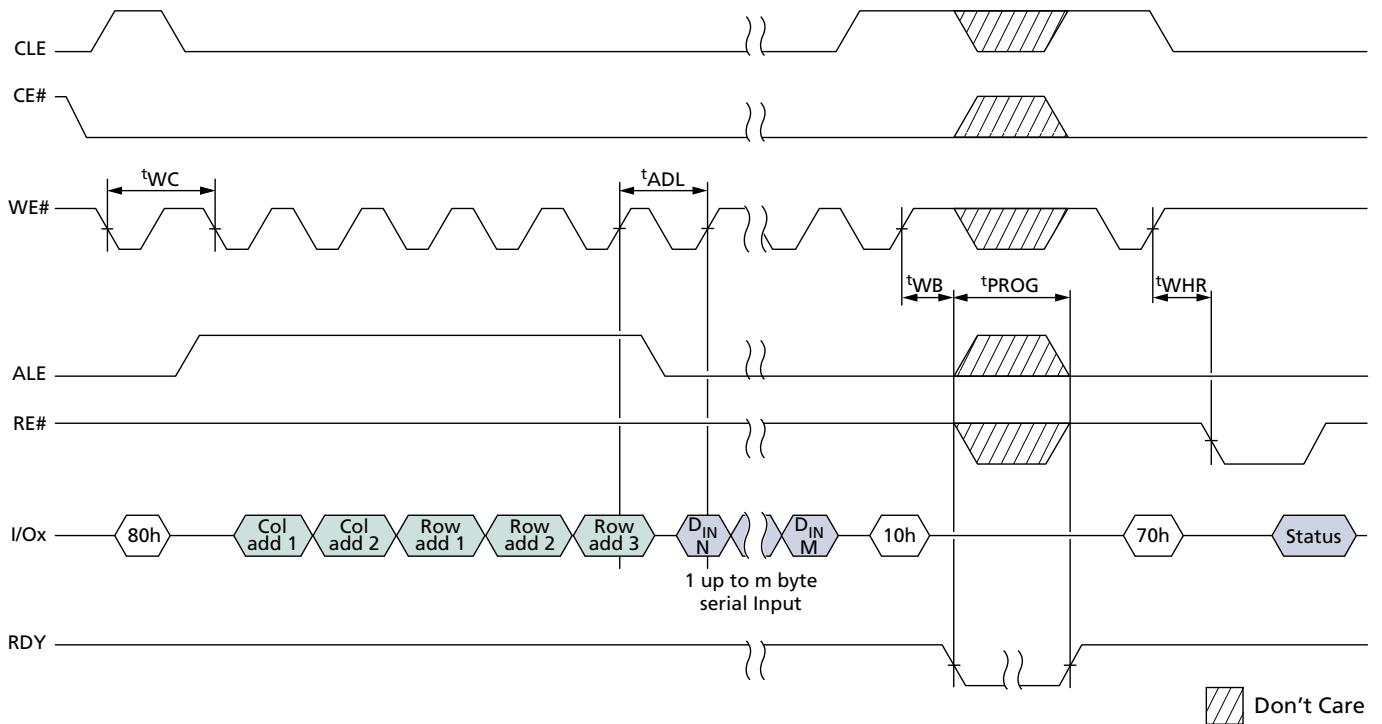 CLE
CE#
tWC
tADL
WE#
tWB
tPROG
tWHR
ALE
RE#
I/Ox
80h
Col
add 1
Col
add 2
Row
add 1
Row
add 2
Row
add 3
DIN
N
DIN
M
10h
70h
Status
1 up to m byte
serial Input
RDY
Don't Care